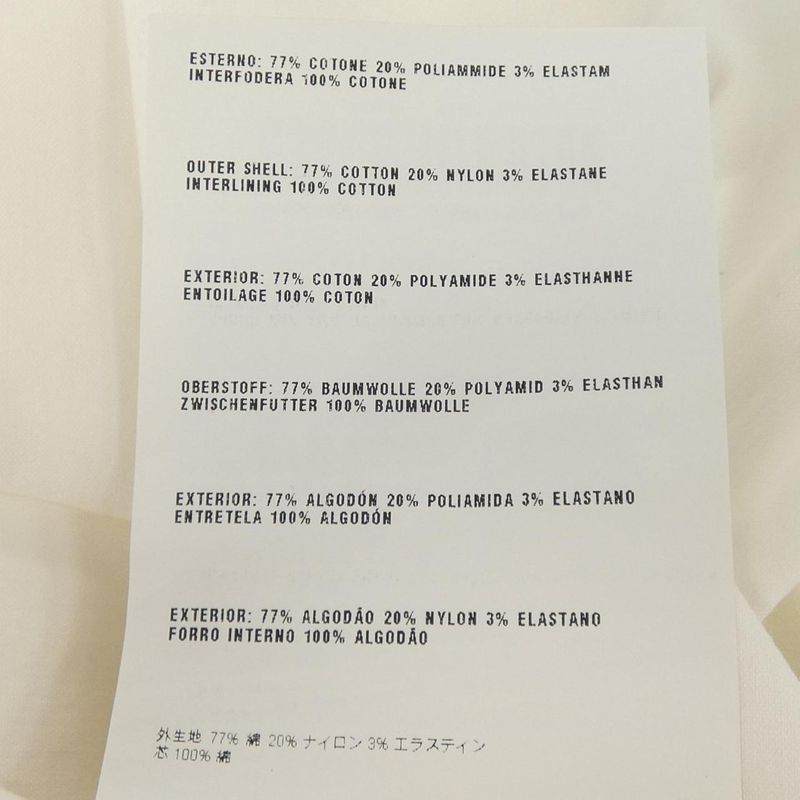 ESTERNO: 77% COTONE 20% POLIAMMIDE 3% ELASTAM
INTERFODERA 100% COTONE
OUTER SHELL: 77% COTTON 20% NYLON 3% ELASTANE
INTERLINING 100% COTTON
EXTERIOR: 77% COTON 20% POLYAMIDE 3% ELASTHANNE
ENTOILAGE 100% COTON
OBERSTOFF: 77% BAUMWOLLE 20% POLYAMID 3% ELASTHAN
ZWISCHENFUTTER 100% BAUMWOLLE
EXTERIOR: 77% ALGODÓN 20% POLIAMIDA 3% ELASTANO
ENTRETELA 100% ALGODÓN
EXTERIOR: 77% ALGODÃO 20% NYLON 3% ELASTANO
FORRO INTERNO 100% ALGODÃO
外生地 77% 綿 20% ナイロン 3% エラスティン
芯 100% 綿